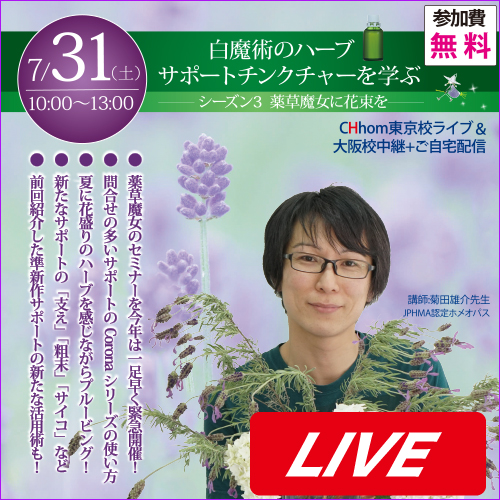 参加費
無料
7/31(土)
10:00〜13:00
白魔術のハーブ
サポートチンクチャーを学ぶ
シーズン3 薬草魔女に花束を
CHhom東京校ライブ&
大阪校中継+ご自宅配信
●薬草魔女のセミナーを今年は一足早く緊急開催!
●問合せの多いサポートのCoronaシリーズの使い方
●夏に花盛りのハーブを感じながらプルービング!
●新たなサポートの「支え」「粗末」「サイコ」など
●前回紹介した準新作サポートの新たな活用術も!
講師:菊田雄介先生
JPHMA認定ホメオパス
LIVE